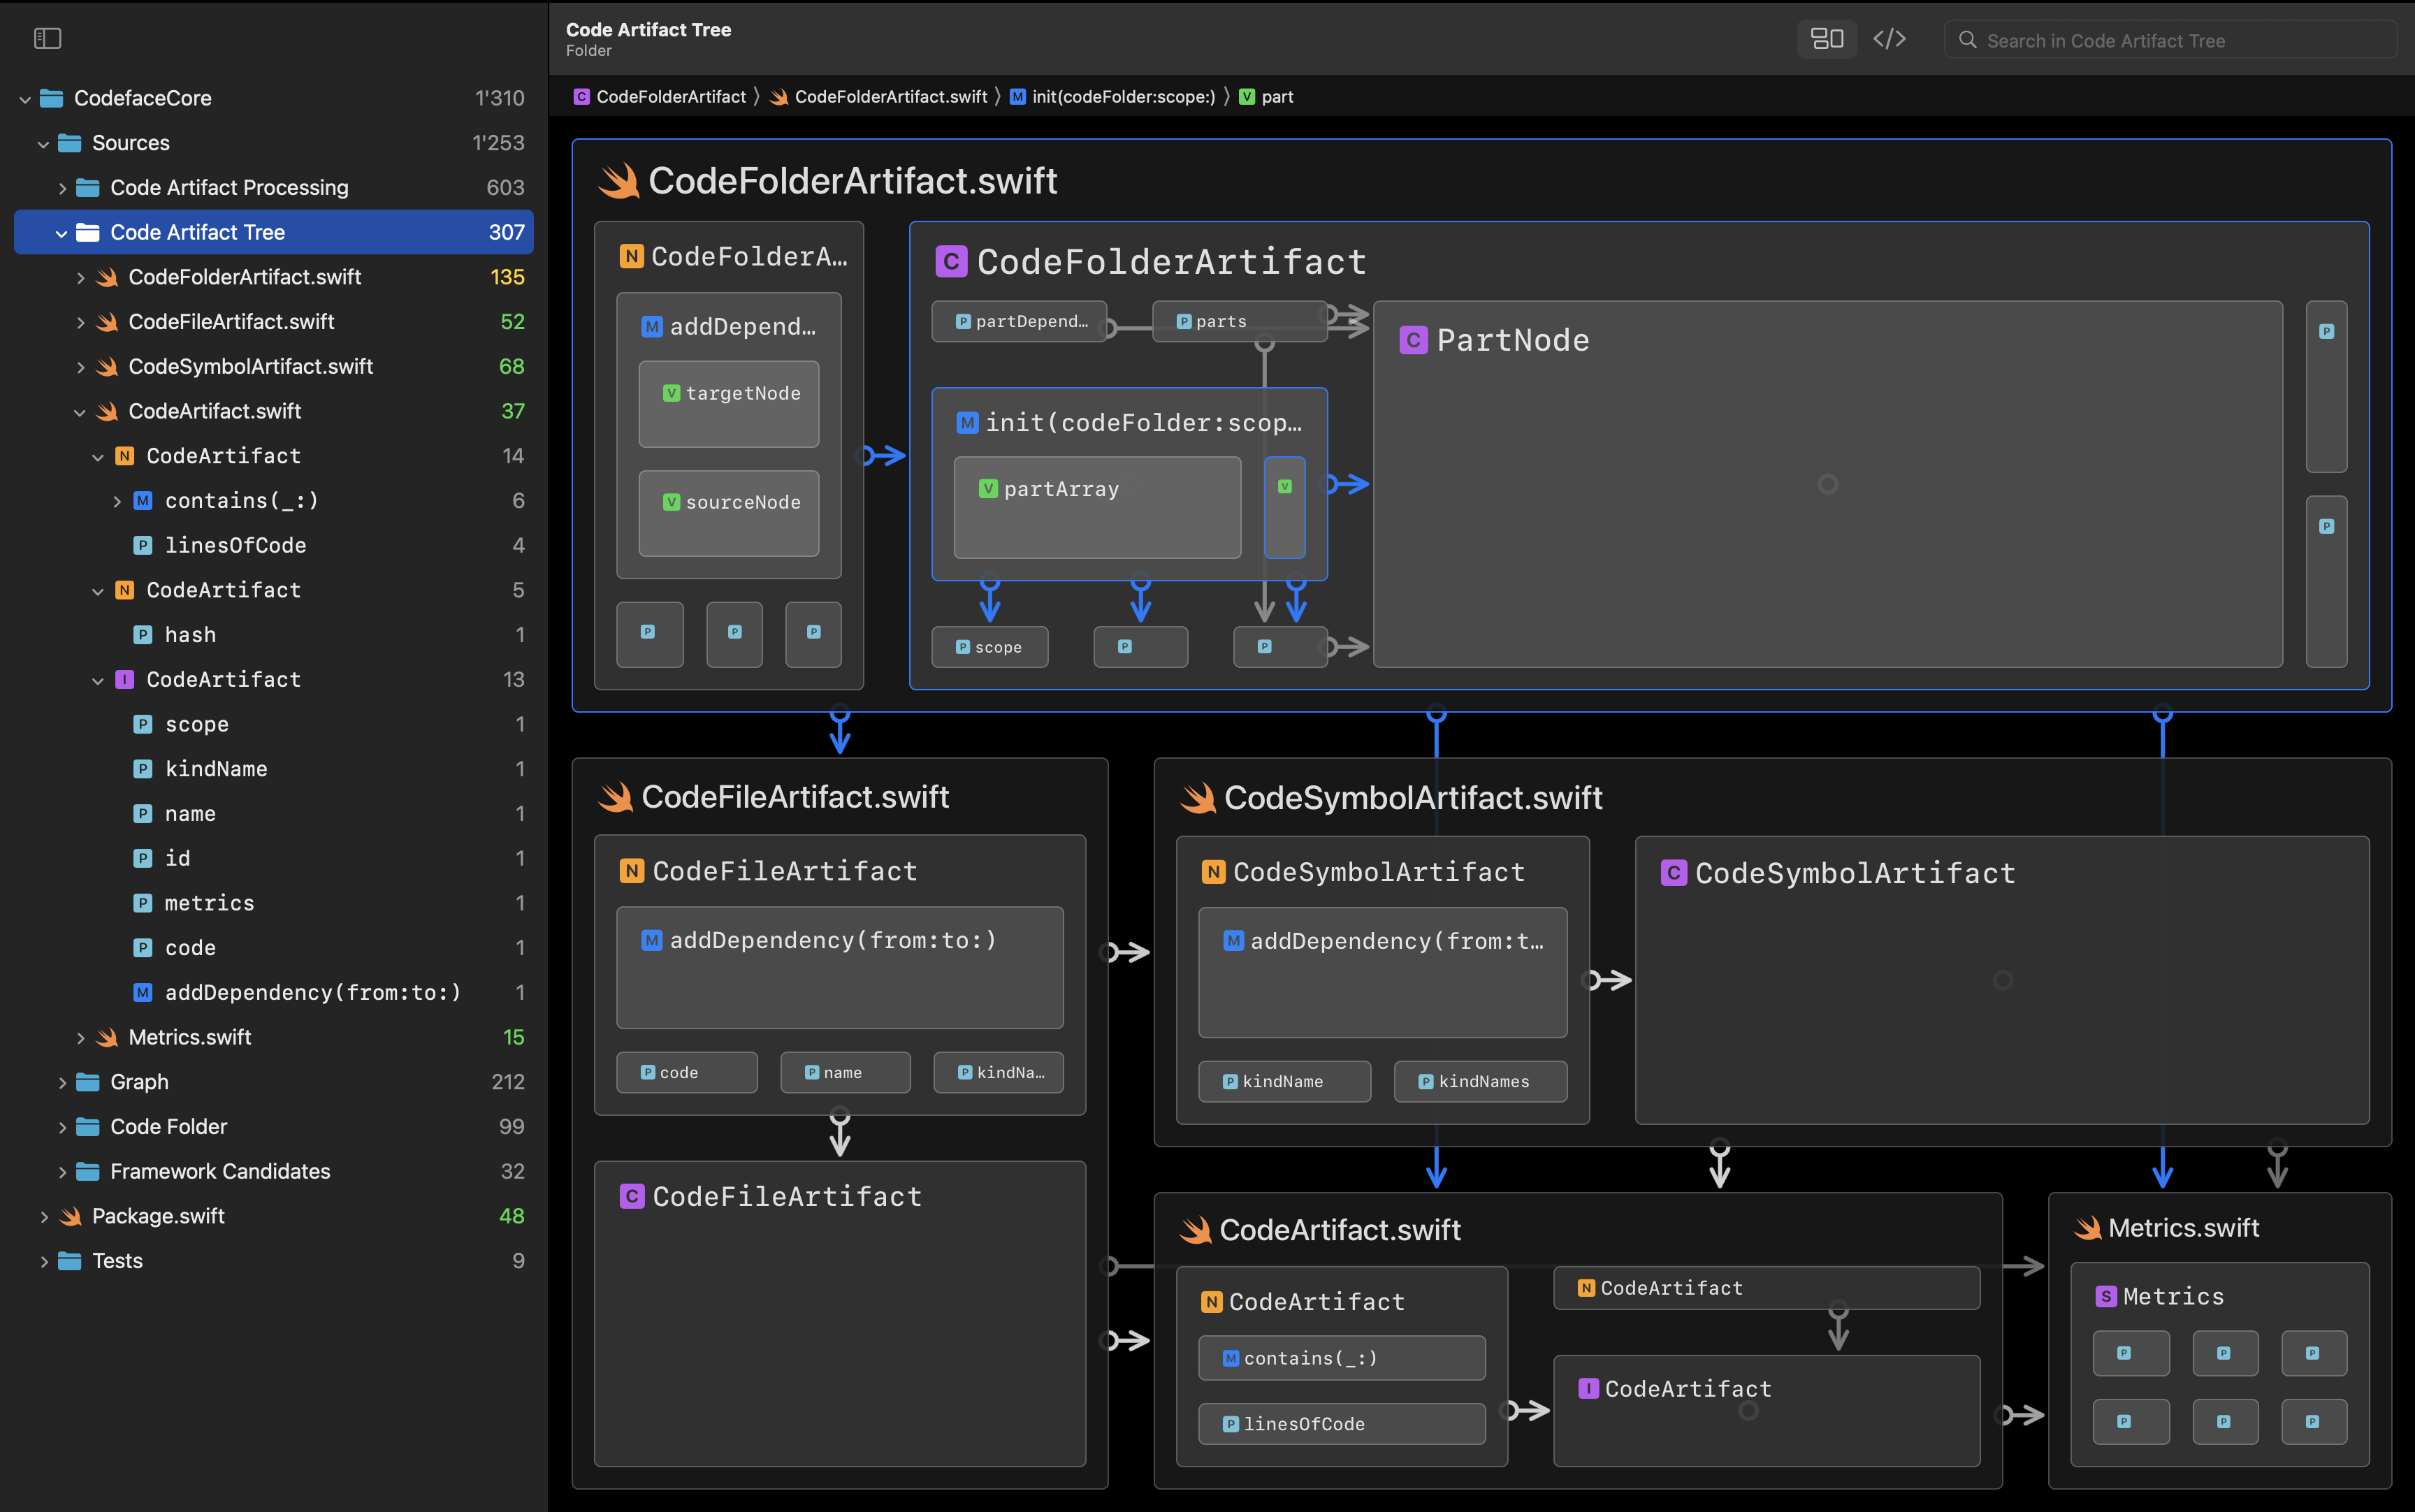 CodefaceCore 1'310
Sources 1'253
Code Artifact Processing 603
Code Artifact Tree 307
CodeFolderArtifact.swift 135
CodeFileArtifact.swift 52
CodeSymbolArtifact.swift 68
CodeArtifact.swift 37
N CodeArtifact 14
M contains(_:) 6
P linesOfCode 4
N CodeArtifact 5
P hash 1
I CodeArtifact 13
P scope 1
P kindName 1
P name 1
P id 1
P metrics 1
P code 1
M addDependency(from:to:) 1
Metrics.swift 15
Graph 212
Code Folder 99
Framework Candidates 32
Package.swift 48
Tests 9
Code Artifact Tree
Folder
Search in Code Artifact Tree
C CodeFolderArtifact 〉 CodeFolderArtifact.swift 〉 M init(codeFolder:scope:) 〉 V part
CodeFolderArtifact.swift
N CodeFolderA…
M addDepend…
V targetNode
V sourceNode
P P P
C CodeFolderArtifact
P partDepend… P parts
M init(codeFolder:scop…
V partArray V
P scope P P
C PartNode
P
P
CodeFileArtifact.swift
N CodeFileArtifact
M addDependency(from:to:)
P code P name P kindNa…
C CodeFileArtifact
CodeSymbolArtifact.swift
N CodeSymbolArtifact
M addDependency(from:t…
P kindName P kindNames
C CodeSymbolArtifact
CodeArtifact.swift
N CodeArtifact
M contains(_:)
P linesOfCode
N CodeArtifact
I CodeArtifact
Metrics.swift
S Metrics
P P P
P P P